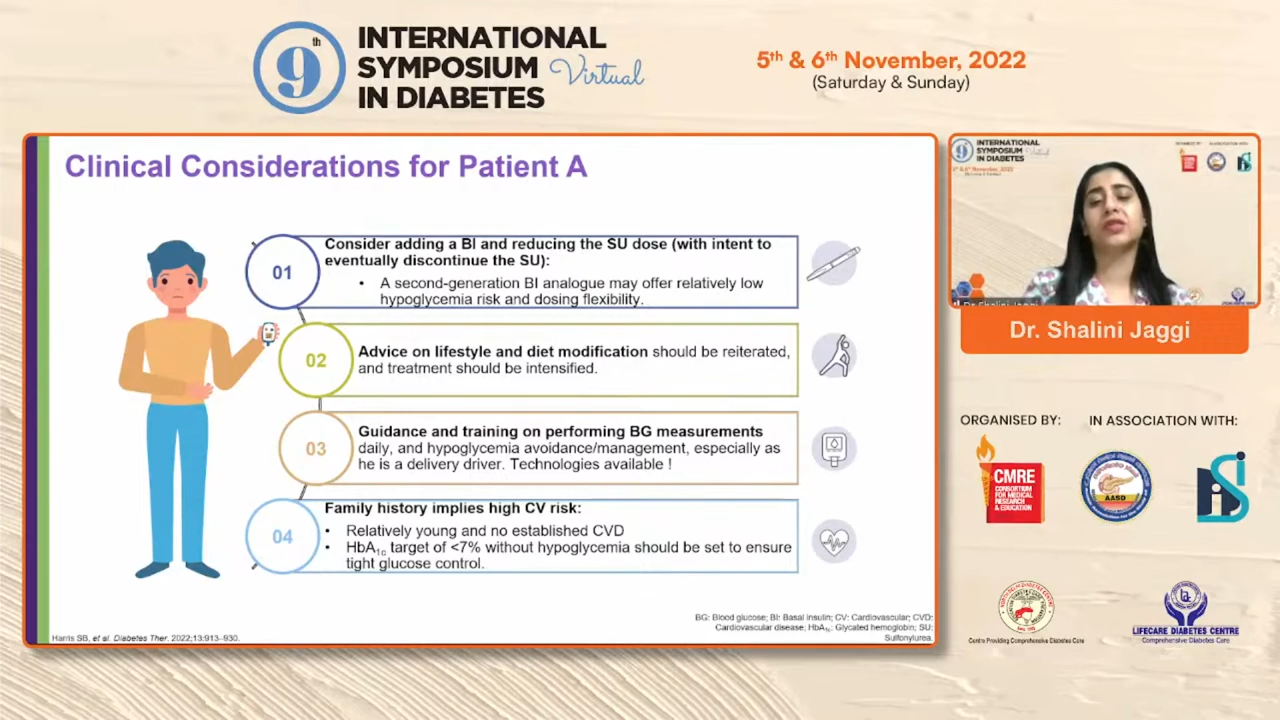 9th
INTERNATIONAL
SYMPOSIUM Virtual
IN DIABETES
5th & 6th November, 2022
(Saturday & Sunday)
Clinical Considerations for Patient A
01
Consider adding a BI and reducing the SU dose (with intent to
eventually discontinue the SU):
• A second-generation BI analogue may offer relatively low
hypoglycemia risk and dosing flexibility.
02
Advice on lifestyle and diet modification should be reiterated,
and treatment should be intensified.
03
Guidance and training on performing BG measurements
daily, and hypoglycemia avoidance/management, especially as
he is a delivery driver. Technologies available !
04
Family history implies high CV risk:
• Relatively young and no established CVD
• HbA1c target of <7% without hypoglycemia should be set to ensure
tight glucose control.
BG: Blood glucose; BI: Basal insulin; CV: Cardiovascular; CVD:
Cardiovascular disease; HbA1c: Glycated hemoglobin; SU:
Sulfonylurea.
Harris SB, et al. Diabetes Ther. 2022;13:913–930.
9
INTERNATIONAL
SYMPOSIUM
IN DIABETES
Dr. Shalini Jaggi
Dr. Shalini Jaggi
ORGANISED BY:
IN ASSOCIATION WITH:
CMRE
CONSORTIUM
FOR MEDICAL
RESEARCH
& EDUCATION
AASD
Centre Providing Comprehensive Diabetes Care
LIFECARE DIABETES CENTRE
Comprehensive Diabetes Care